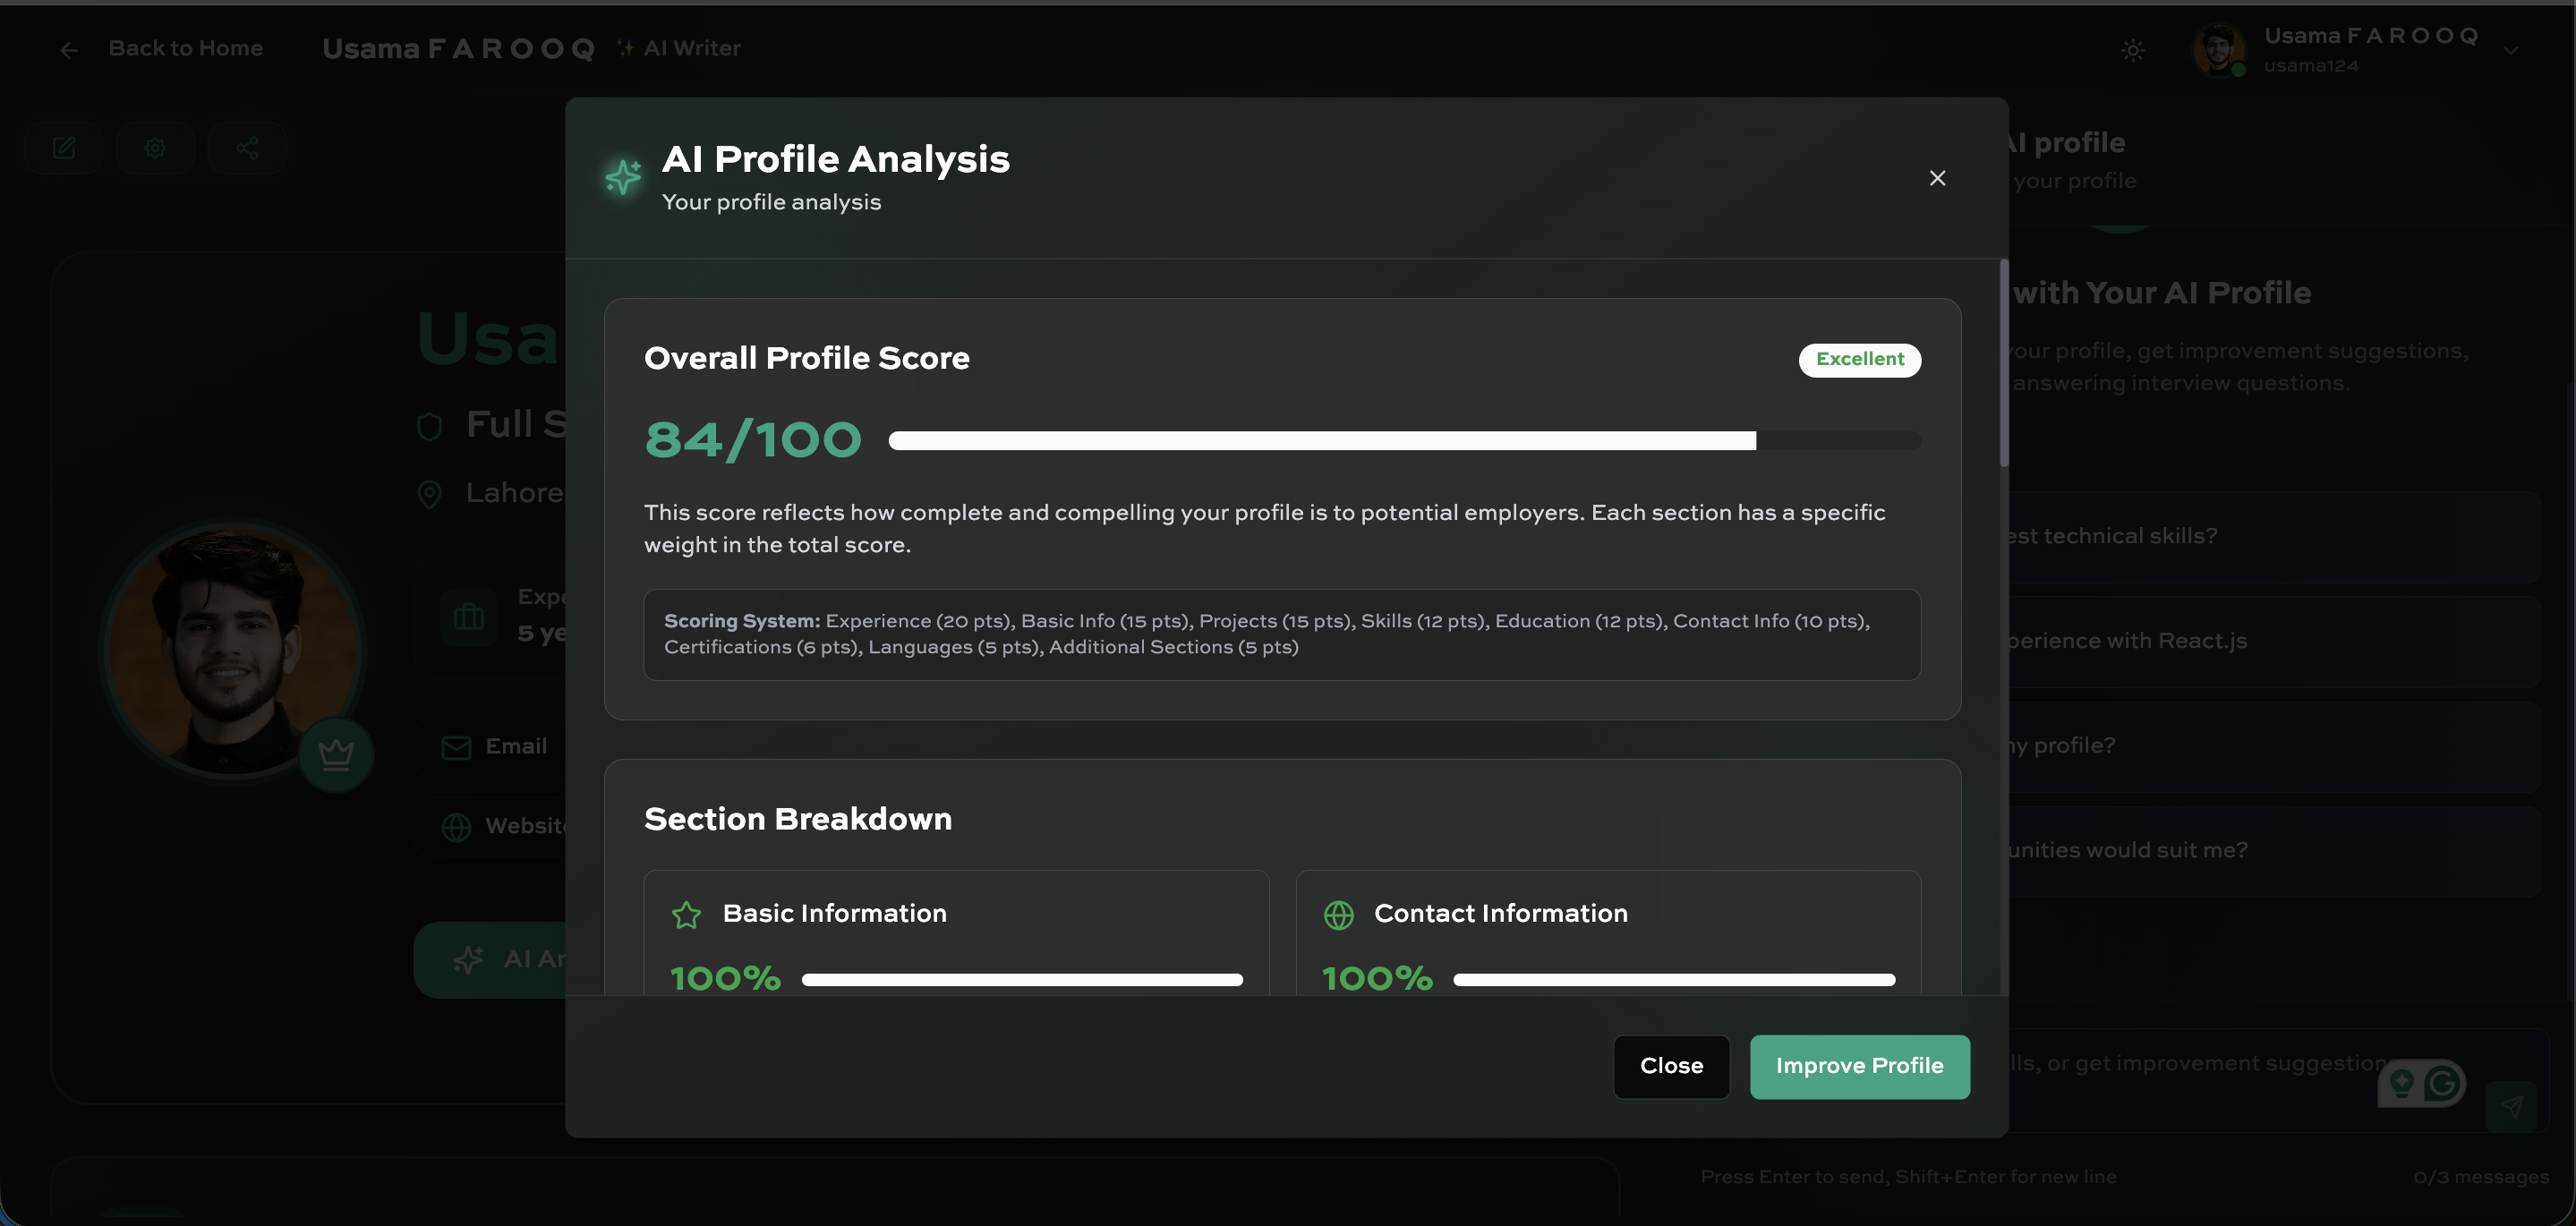 Back to Home
Usama F A R O O Q ✨ AI Writer
Usama F A R O O Q
usama124
AI Profile Analysis
Your profile analysis
AI profile
your profile
Overall Profile Score
Excellent
84/100
This score reflects how complete and compelling your profile is to potential employers. Each section has a specific
weight in the total score.
Scoring System: Experience (20 pts), Basic Info (15 pts), Projects (15 pts), Skills (12 pts), Education (12 pts), Contact Info (10 pts),
Certifications (6 pts), Languages (5 pts), Additional Sections (5 pts)
Section Breakdown
Basic Information
100%
Contact Information
100%
Close
Improve Profile
Usa
Full S
Lahore
Expe
5 ye
Email
Website
AI An
with Your AI Profile
your profile, get improvement suggestions,
answering interview questions.
est technical skills?
perience with React.js
my profile?
unities would suit me?
lls, or get improvement suggestions
Press Enter to send, Shift+Enter for new line
0/3 messages